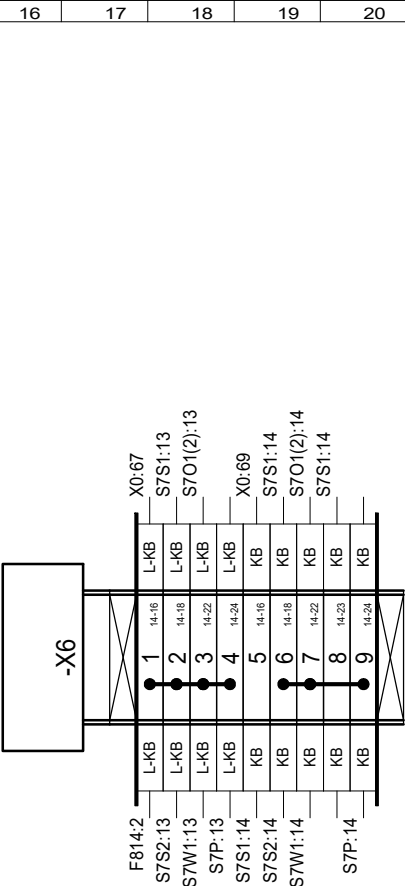 16 17 18 19 20
-X6
F814:2 L-KB 1 14-16 L-KB X0:67
S7S2:13 L-KB 2 14-18 L-KB S7S1:13
S7W1:13 L-KB 3 14-22 L-KB S7O1(2):13
S7P:13 L-KB 4 14-24 L-KB
S7S1:14 KB 5 14-16 KB X0:69
S7S2:14 KB 6 14-18 KB S7S1:14
S7W1:14 KB 7 14-22 KB S7O1(2):14
KB 8 14-23 KB S7S1:14
S7P:14 KB 9 14-24 KB